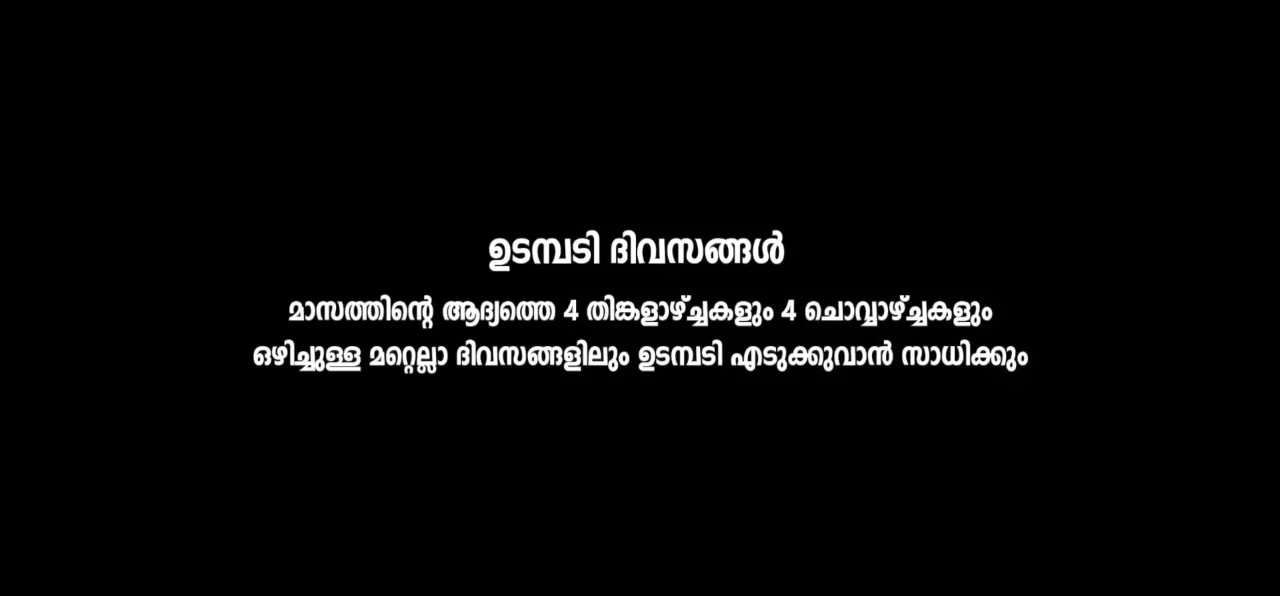 ഉടമ്പടി ദിവസങ്ങൾ
മാസത്തിന്റെ ആദ്യത്തെ 4 തിങ്കളാഴ്ച്ചകളും 4 ചൊവ്വാഴ്ച്ചകളും
ഒഴിച്ചുള്ള മറ്റെല്ലാ ദിവസങ്ങളിലും ഉടമ്പടി എടുക്കുവാൻ സാധിക്കും